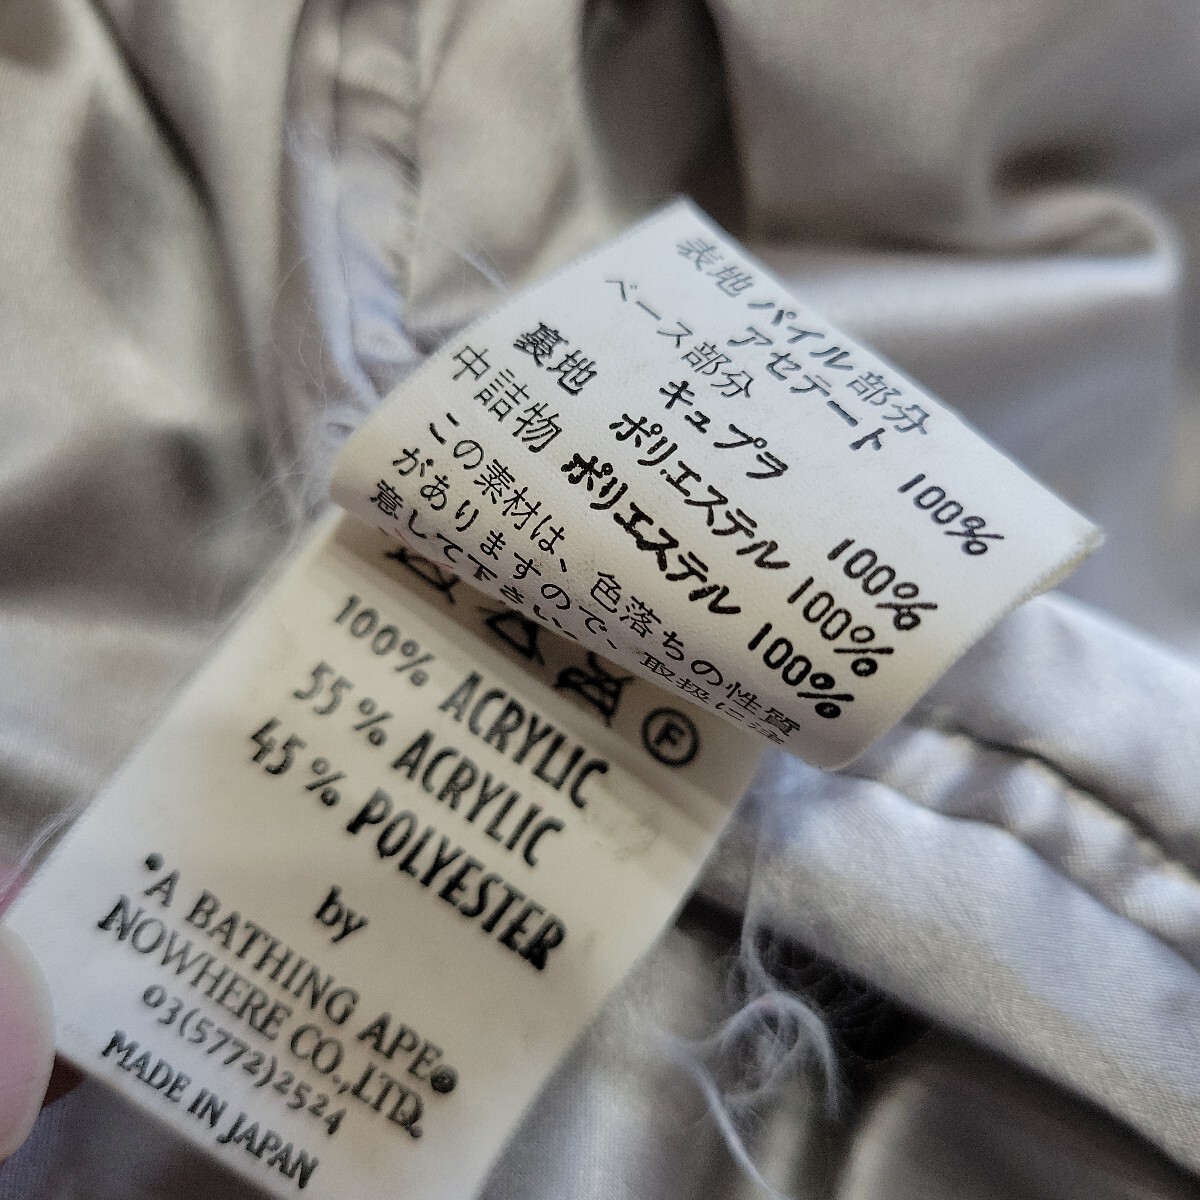 表地 パイル部分
アセテート 100%
ベース部分
キュプラ 100%
裏地 ポリエステル 100%
中詰物 ポリエステル 100%
この素材は、色落ちの性質
がありますので、取扱に注
意して下さい。
F
100% ACRYLIC
55% ACRYLIC
45% POLYESTER
by
*A BATHING APE®
NOWHERE CO.,LTD.
03(5772)2524
MADE IN JAPAN